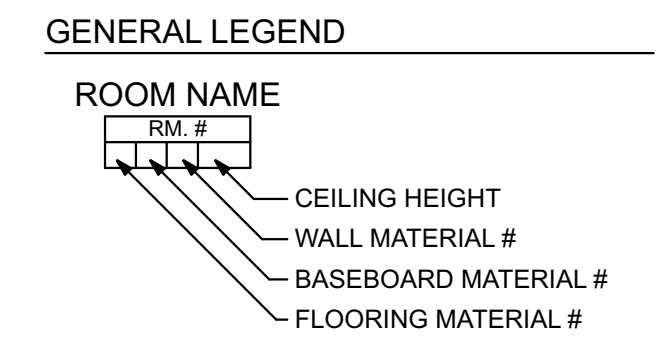 GENERAL LEGEND
ROOM NAME
RM. #
CEILING HEIGHT
WALL MATERIAL #
BASEBOARD MATERIAL #
FLOORING MATERIAL #